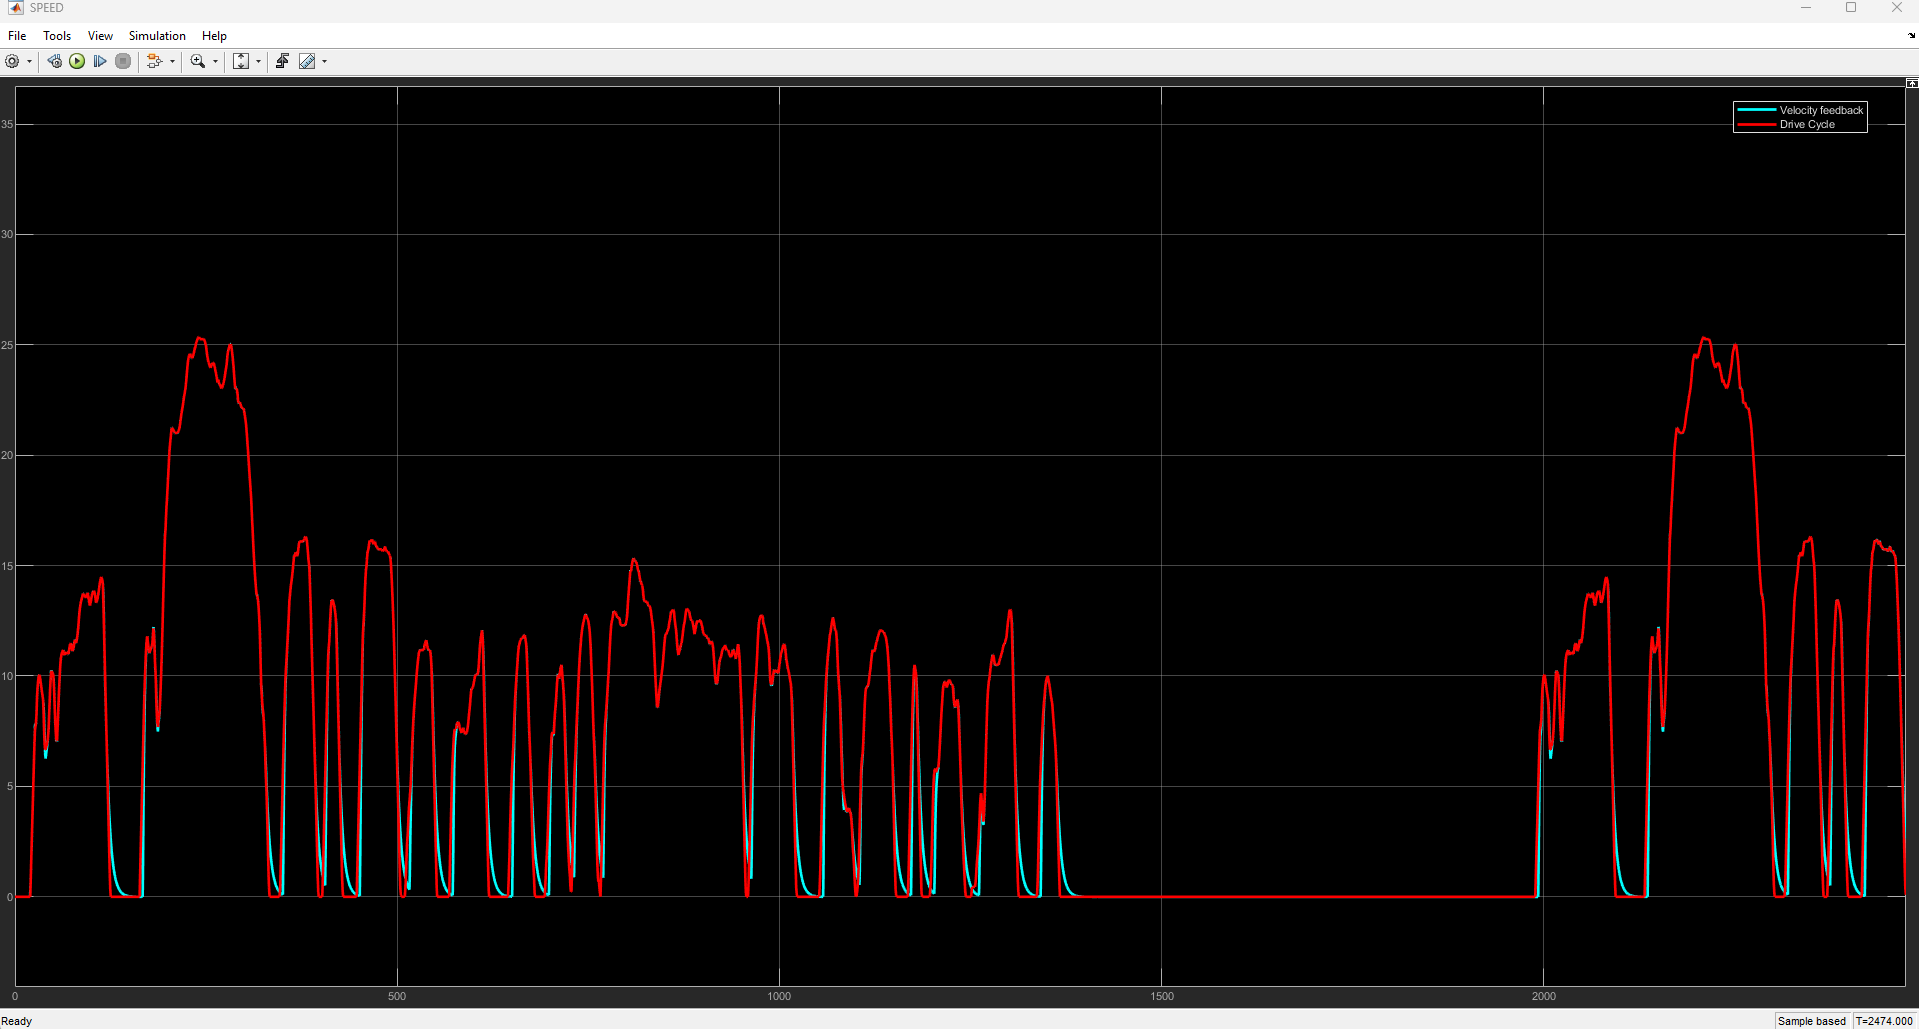 SPEED
File Tools View Simulation Help
Velocity feedback
Drive Cycle
35
30
25
20
15
10
5
0
0 500 1000 1500 2000
Ready
Sample based T=2474.000